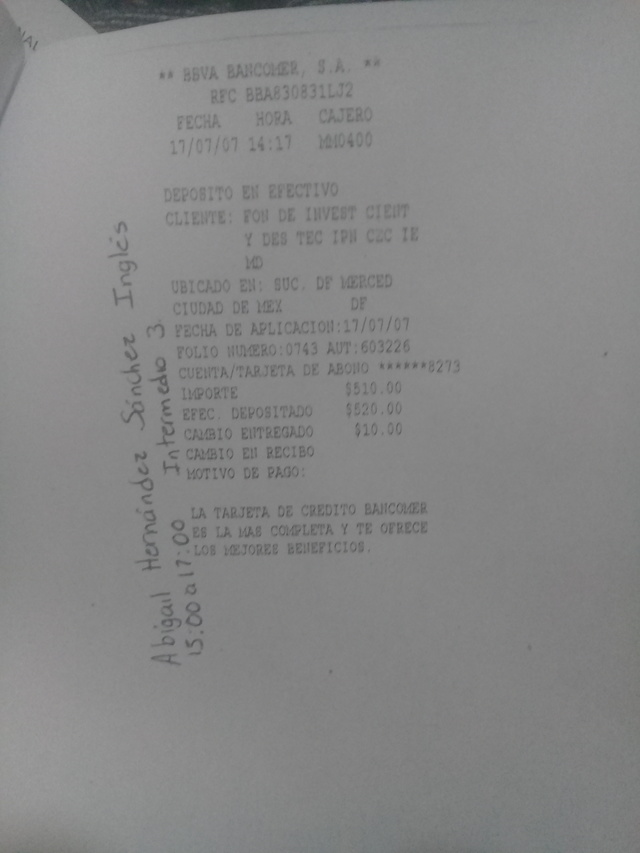 ** BBVA BANCOMER, S.A. **
RFC BBA830831LJ2
FECHA HORA CAJERO
17/07/07 14:17 MM0400
DEPOSITO EN EFECTIVO
CLIENTE: FON DE INVEST CIENT
Y DES TEC IPN CEC IE
MD
UBICADO EN: SUC. DF MERCED
CIUDAD DE MEX DF
FECHA DE APLICACION:17/07/07
FOLIO NUMERO:0743 AUT:603226
CUENTA/TARJETA DE ABONO ******8273
IMPORTE $510.00
EFEC. DEPOSITADO $520.00
CAMBIO ENTREGADO $10.00
CAMBIO EN RECIBO
MOTIVO DE PAGO:
LA TARJETA DE CREDITO BANCOMER
ES LA MAS COMPLETA Y TE OFRECE
LOS MEJORES BENEFICIOS.
Abigail Hernández Sánchez Inglés
15:00 a 17:00 Intermedio 3